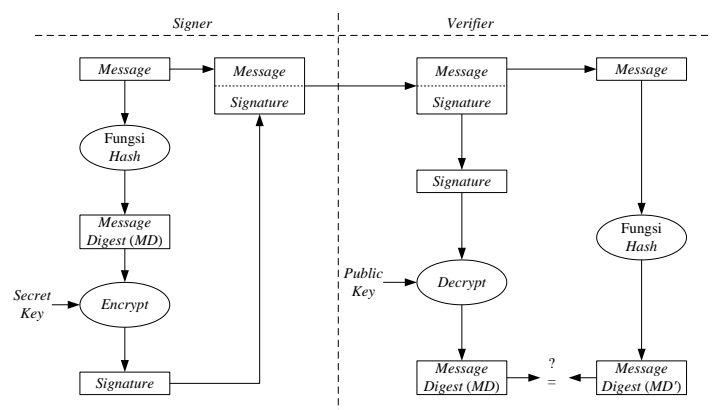 Signer
Verifier
Message
Message
Signature
Message
Signature
Message
Fungsi
Hash
Signature
Message
Digest (MD)
Fungsi
Hash
Secret
Key
Encrypt
Public
Key
Decrypt
Signature
Message
Digest (MD)
?
=
Message
Digest (MD')